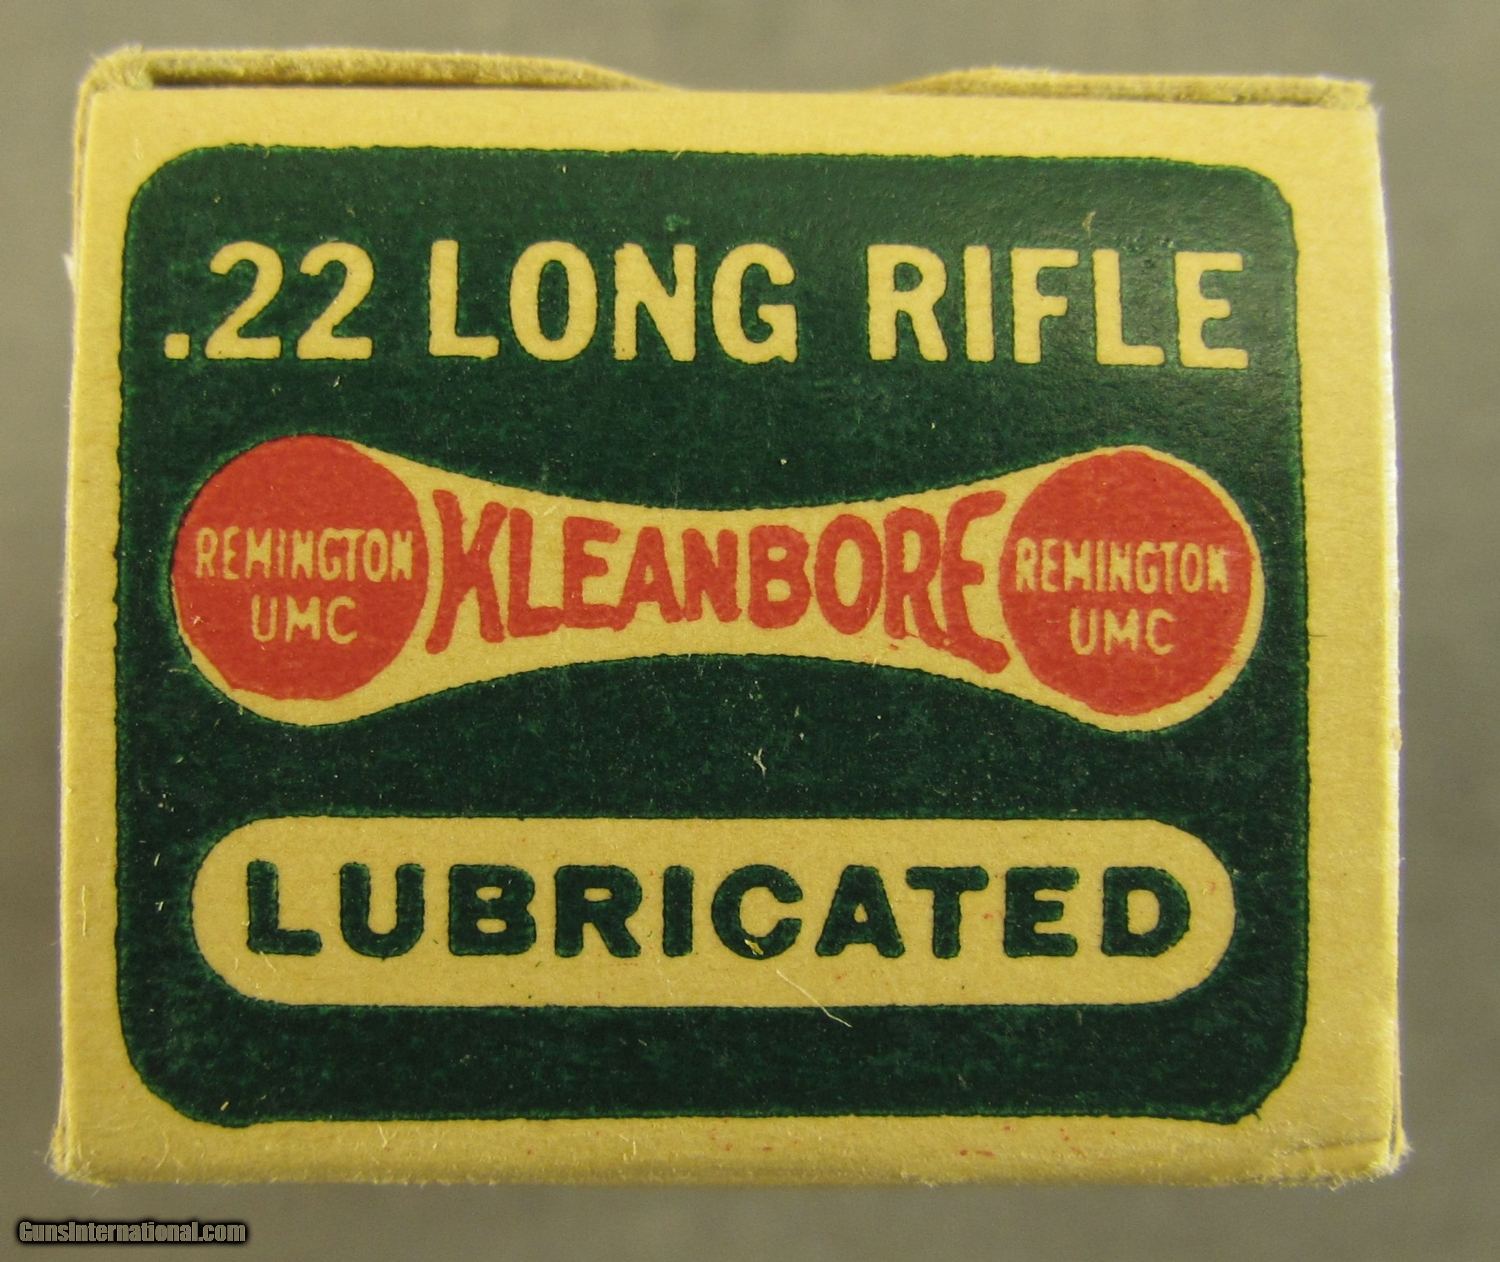 .22 LONG RIFLE
REMINGTON
UMC
KLEANBORE
REMINGTON
UMC
LUBRICATED
GunsInternational.com